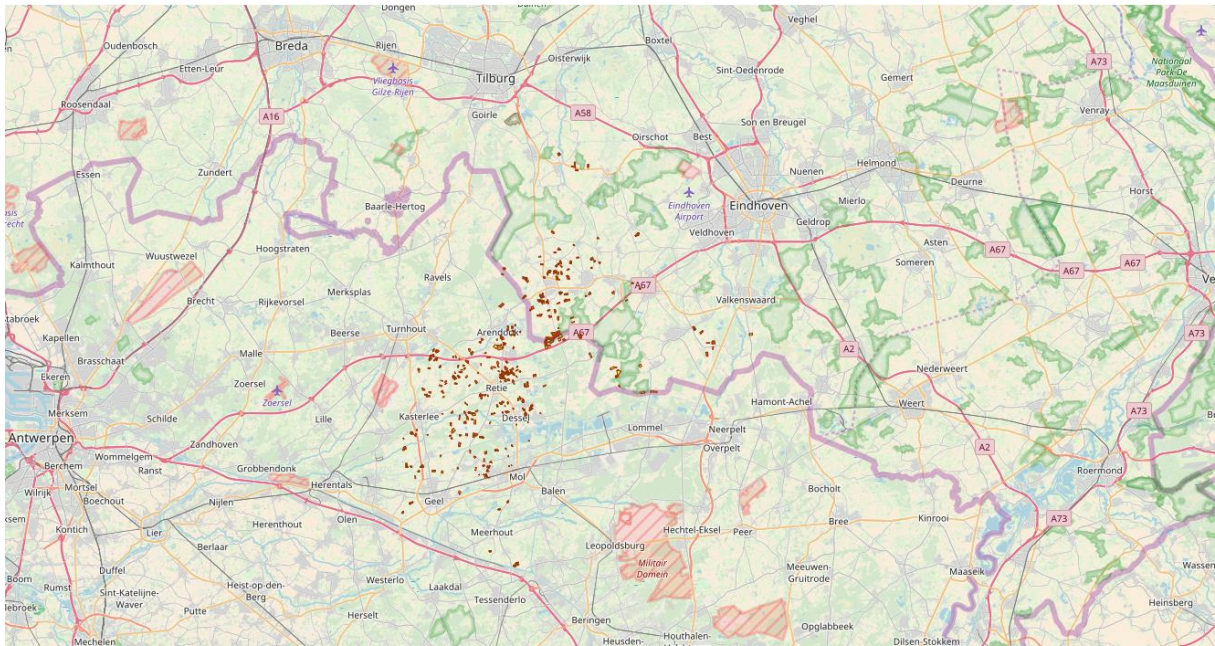 Dongen
Veghel
Oudenbosch
Breda
Rijen
Boxtel
Oisterwijk
Tilburg
Etten-Leur
Sint-Oedenrode
Gemert
A73
Nationaal
Park De
Maasduinen
Vliegbasis
Gilze-Rijen
Roosendaal
Venray
A16
Goirle
A58
Son en Breugel
Oirschot
Best
Helmond
Essen
Zundert
Nuenen
Deurne
Horst
Baarle-Hertog
Eindhoven
Airport
Eindhoven
Mierlo
Geldrop
Veldhoven
Asten
A67
Hoogstraten
Wuustwezel
Kalmthout
Someren
A67
A67
Ravels
A67
Merksplas
Brecht
Rijkevorsel
Valkenswaard
Kapellen
Beerse
Turnhout
Arendonk
A67
A73
Malle
A2
Brasschaat
Ekeren
Zoersel
Retie
Nederweert
Zoersel
Merksem
Schilde
Lille
Kasterlee
Dessel
Hamont-Achel
Weert
A73
Antwerpen
Zandhoven
Lommel
Neerpelt
Overpelt
A2
Wommelgem
Berchem
Ranst
Grobbendonk
Herentals
Mol
Roermond
Wilrijk
Mortsel
Boechout
Nijlen
Geel
Balen
Bocholt
Kontich
Herenthout
Olen
Bree
Kinrooi
A73
Lier
Meerhout
Hechtel-Eksel
Peer
Berlaar
Leopoldsburg
Militair
Domein
Meeuwen-
Gruitrode
Maaseik
Wassen
Boom
Duffel
Rumst
Sint-Katelijne-
Waver
Heist-op-den-
Berg
Westerlo
Laakdal
Tessenderlo
Putte
Herselt
Beringen
Opglabbeek
Heinsberg
Mechelen
Heusden-
Houthalen-
Dilsen-Stokkem